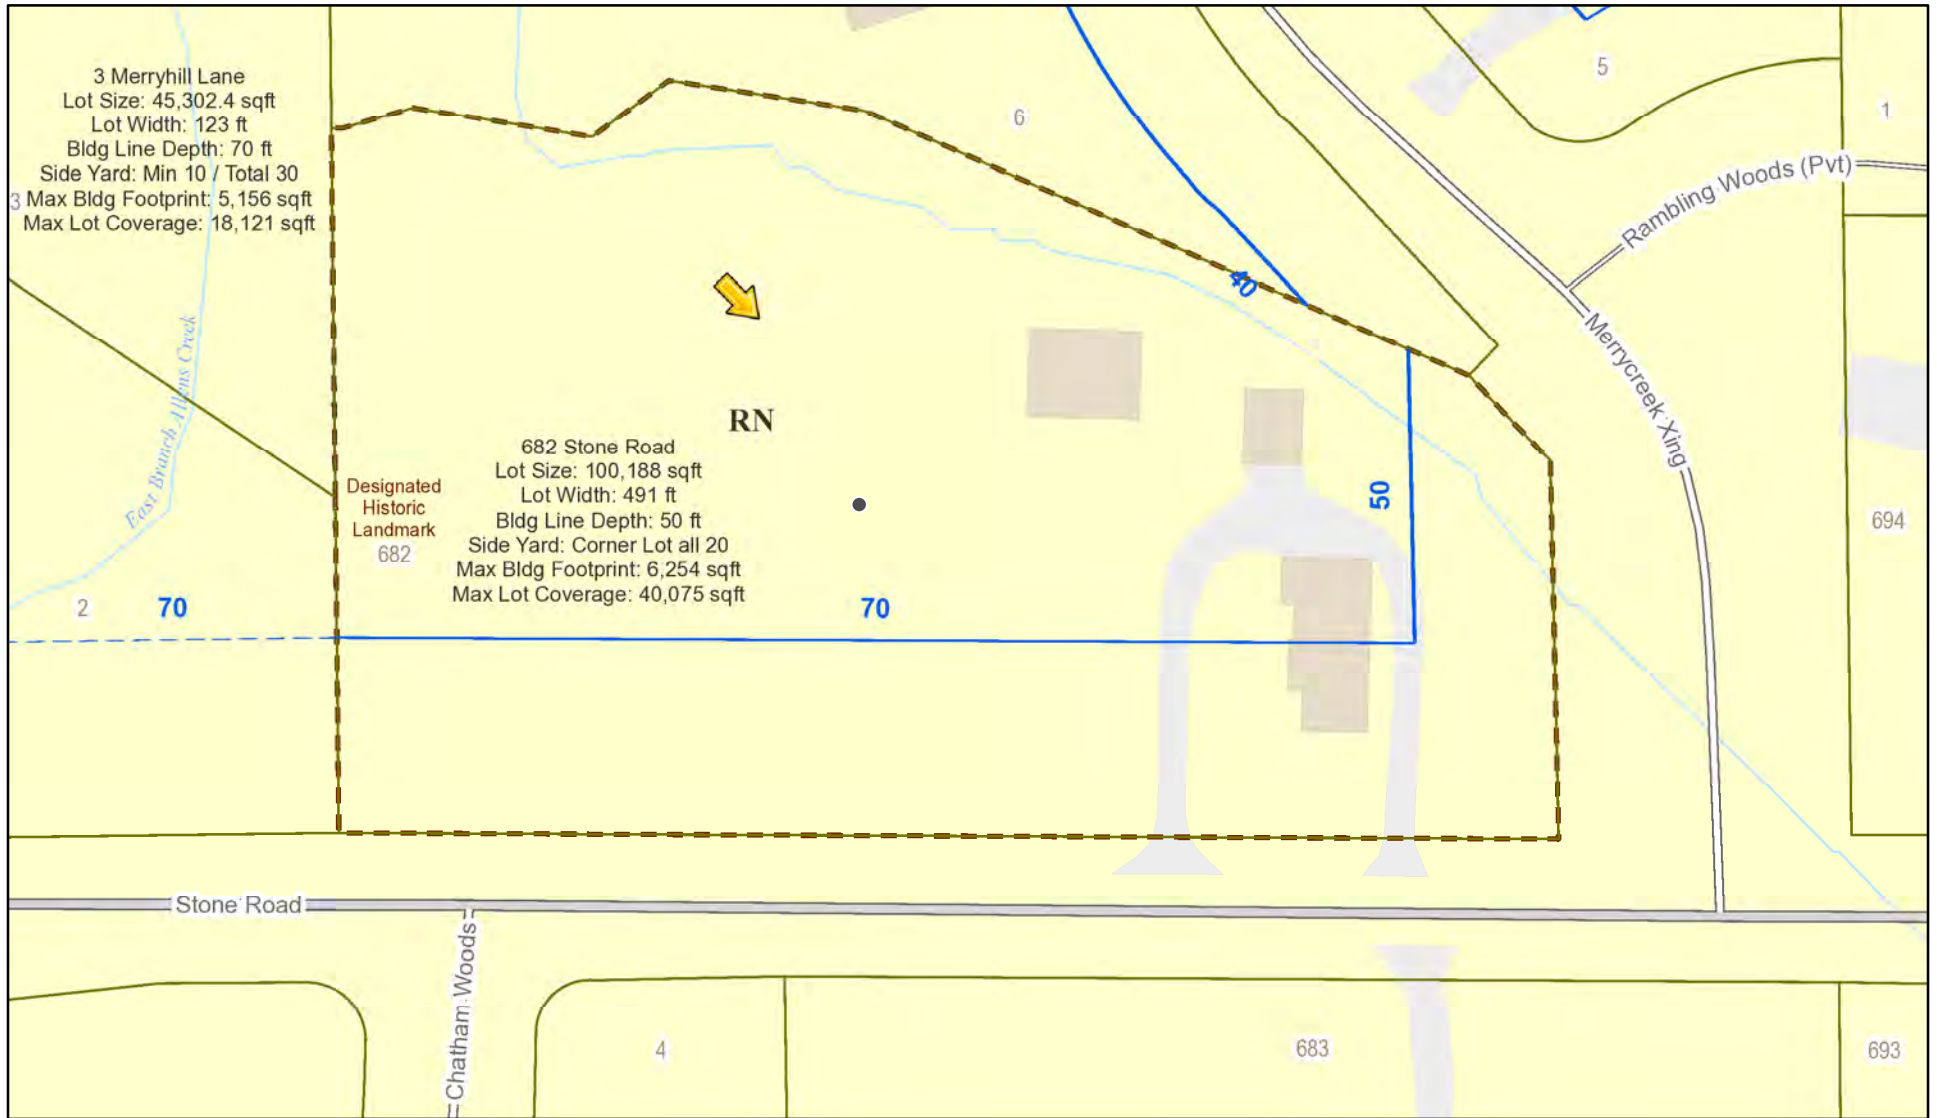 3 Merryhill Lane
Lot Size: 45,302.4 sqft
Lot Width: 123 ft
Bldg Line Depth: 70 ft
Side Yard: Min 10 / Total 30
Max Bldg Footprint: 5,156 sqft
Max Lot Coverage: 18,121 sqft
3
6
5
1
Rambling Woods (Pvt)
40
Merrycreek Xing
East Branch Allens Creek
RN
682 Stone Road
Lot Size: 100,188 sqft
Lot Width: 491 ft
Bldg Line Depth: 50 ft
Side Yard: Corner Lot all 20
Max Bldg Footprint: 6,254 sqft
Max Lot Coverage: 40,075 sqft
Designated
Historic
Landmark
682
50
694
2
70
70
Stone Road
Chatham Woods
4
683
693